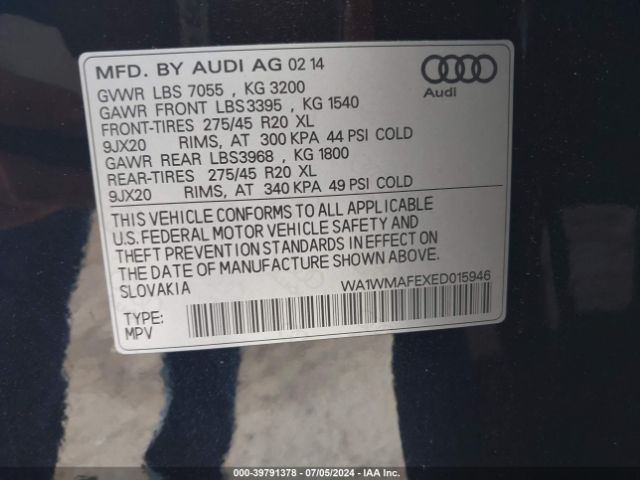 MFD. BY AUDI AG 02 14
GVWR LBS 7055 , KG 3200
GAWR FRONT LBS3395 , KG 1540
FRONT-TIRES 275/45 R20 XL
9JX20 RIMS, AT 300 KPA 44 PSI COLD
GAWR REAR LBS3968 , KG 1800
REAR-TIRES 275/45 R20 XL
9JX20 RIMS, AT 340 KPA 49 PSI COLD
Audi
THIS VEHICLE CONFORMS TO ALL APPLICABLE
U.S. FEDERAL MOTOR VEHICLE SAFETY AND
THEFT PREVENTION STANDARDS IN EFFECT ON
THE DATE OF MANUFACTURE SHOWN ABOVE.
SLOVAKIA
WA1WMAFEXED015946
TYPE:
MPV
000-39791378 | 07/05/2024 | IAA Inc.